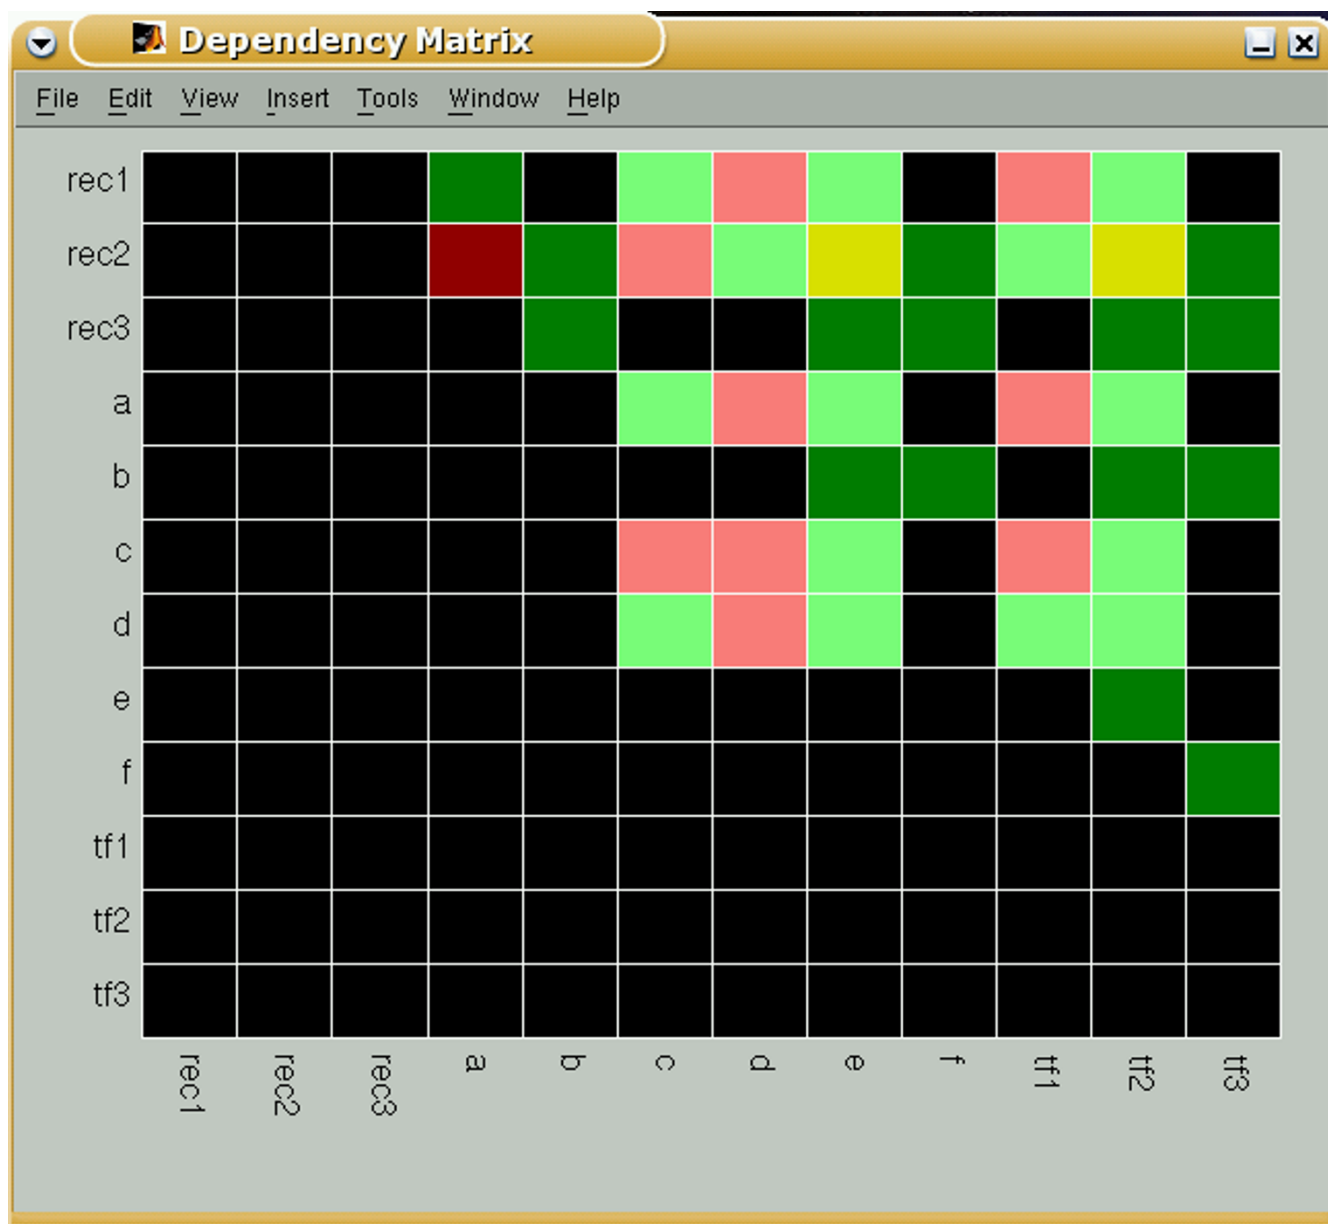 Dependency Matrix
File Edit View Insert Tools Window Help
rec1
rec2
rec3
a
b
c
d
e
f
tf1
tf2
tf3
rec1 rec2 rec3 a b c d e f tf1 tf2 tf3